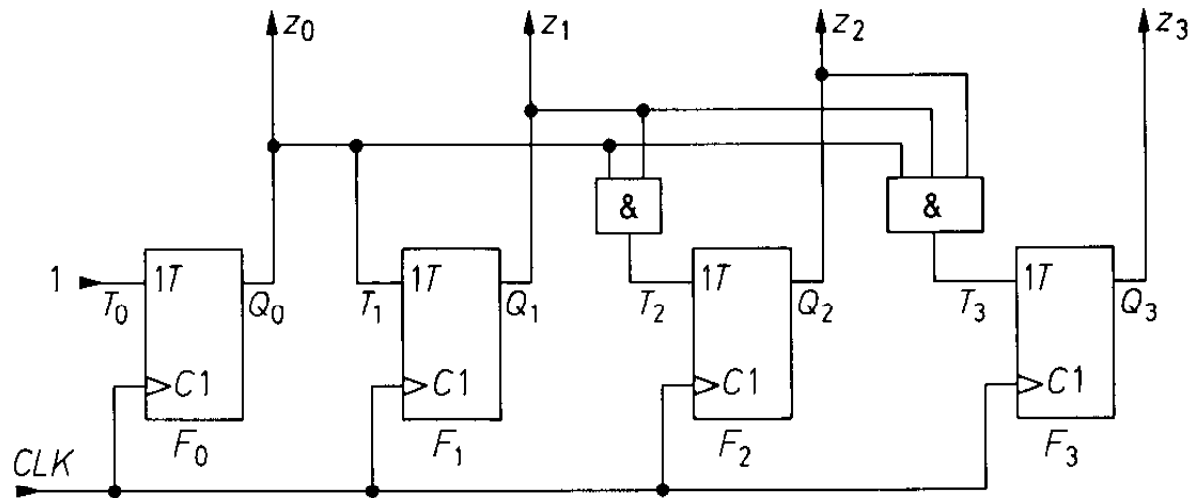 z0 z1 z2 z3
& &
1 1T 1T 1T 1T
T0 Q0 T1 Q1 T2 Q2 T3 Q3
C1 C1 C1 C1
F0 F1 F2 F3
CLK